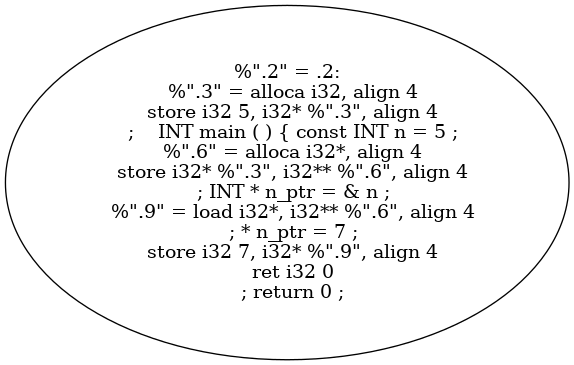 %".2" = .2:
%".3" = alloca i32, align 4
store i32 5, i32* %".3", align 4
;    INT main ( ) { const INT n = 5 ;
%".6" = alloca i32*, align 4
store i32* %".3", i32** %".6", align 4
; INT * n_ptr = & n ;
%".9" = load i32*, i32** %".6", align 4
; * n_ptr = 7 ;
store i32 7, i32* %".9", align 4
ret i32 0
; return 0 ;